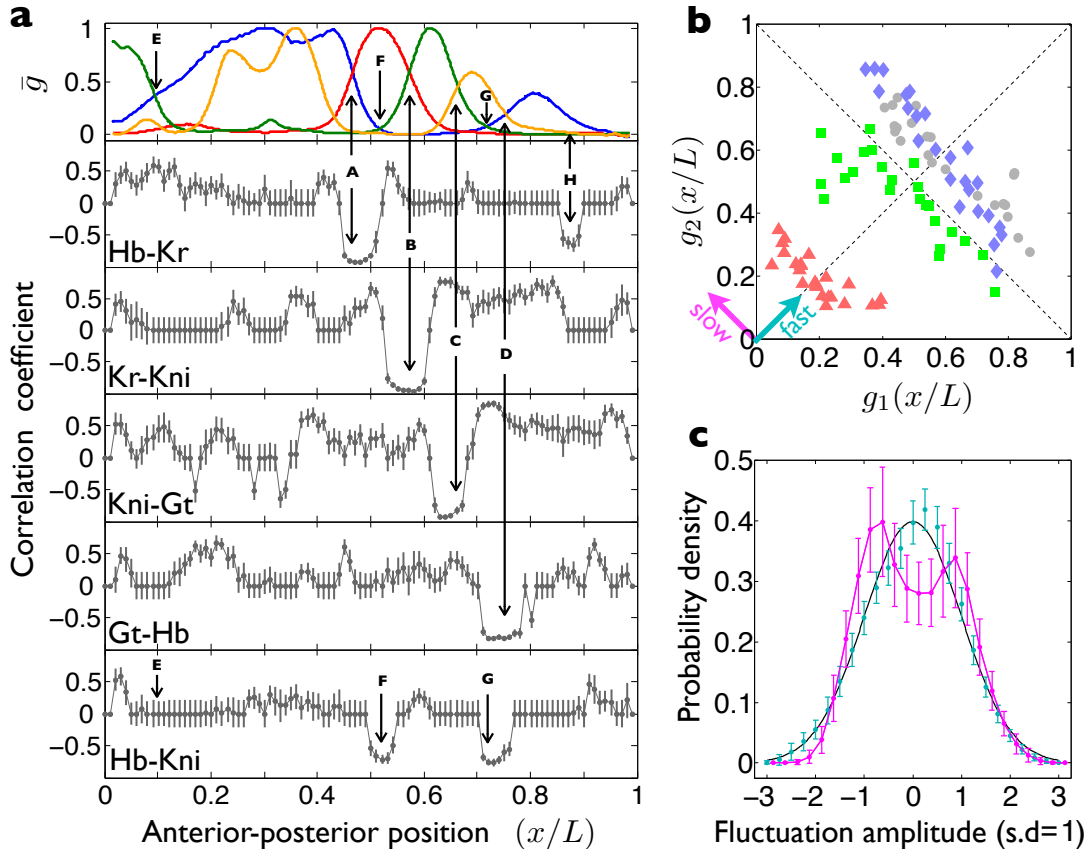 a
g̅
1
0.5
0
E
F
G
0.5
0
−0.5
Hb-Kr
A
H
0.5
0
−0.5
Kr-Kni
B
C
D
0.5
0
−0.5
Kni-Gt
0.5
0
−0.5
Gt-Hb
0.5
0
−0.5
Hb-Kni
E
F
G
0 0.2 0.4 0.6 0.8 1
Correlation coefficient
Anterior-posterior position (x/L)
b
1
0.8
0.6
0.4
0.2
0
g₂(x/L)
slow
fast
0.2 0.4 0.6 0.8 1
g₁(x/L)
c
0.5
0.4
0.3
0.2
0.1
0
Probability density
−3 −2 −1 0 1 2 3
Fluctuation amplitude (s.d=1)